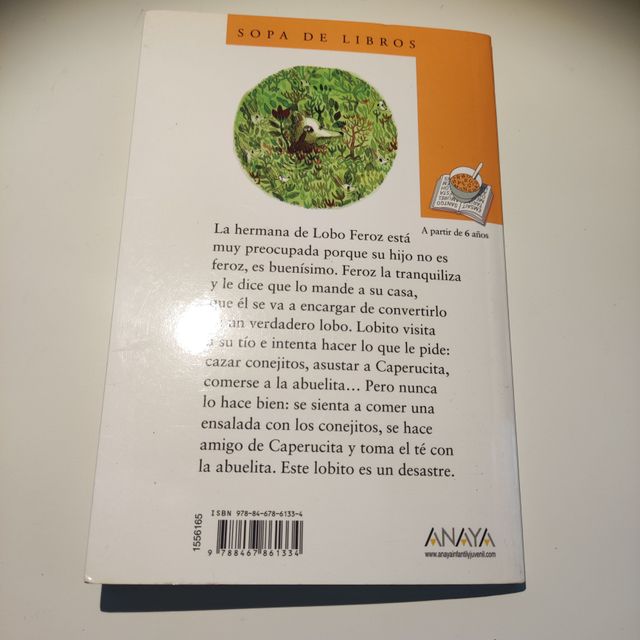 SOPA DE LIBROS
A partir de 6 años
La hermana de Lobo Feroz está
muy preocupada porque su hijo no es
feroz, es buenísimo. Feroz la tranquiliza
y le dice que lo mande a su casa,
que él se va a encargar de convertirlo
en un verdadero lobo. Lobito visita
a su tío e intenta hacer lo que le pide:
cazar conejitos, asustar a Caperucita,
comerse a la abuelita... Pero nunca
lo hace bien: se sienta a comer una
ensalada con los conejitos, se hace
amigo de Caperucita y toma el té con
la abuelita. Este lobito es un desastre.
1556165
ISBN 978-84-678-6133-4
9 788467 861334
ANAYA
www.anayainfantilyjuvenil.com